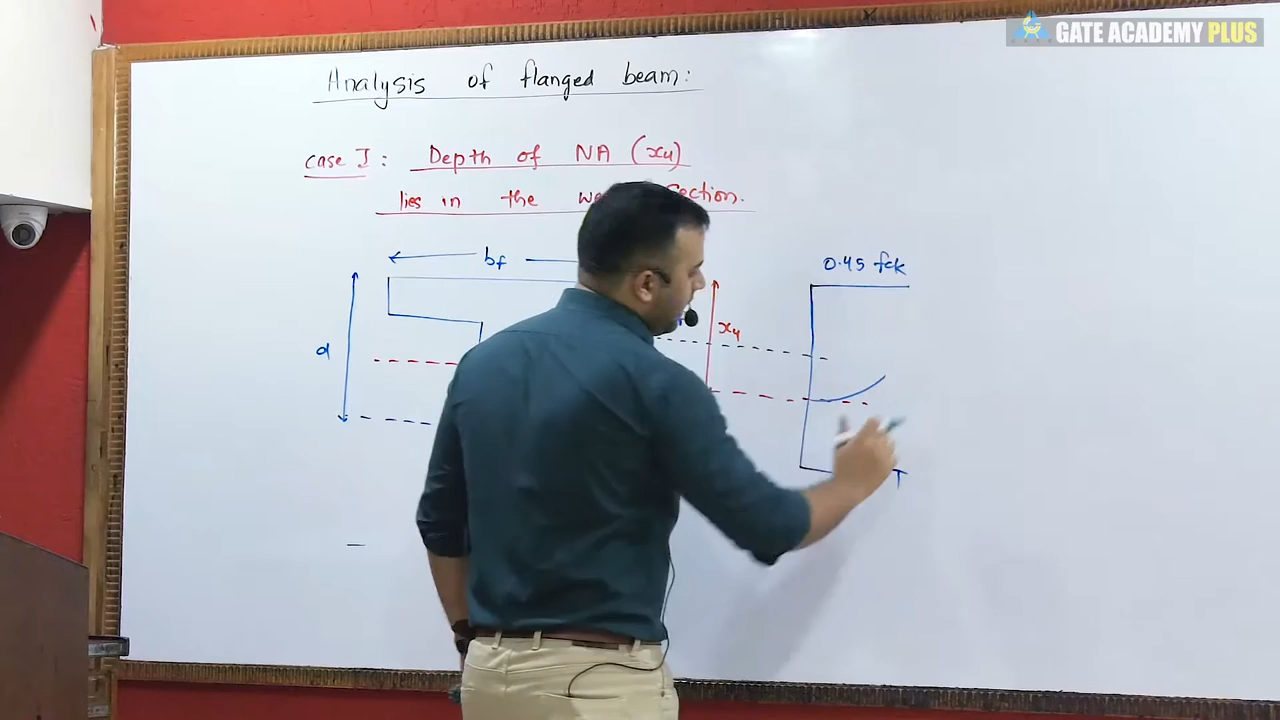 GATE ACADEMY PLUS
Analysis of flanged beam:
case I: Depth of NA (xu)
lies in the section.
bf
0.45 fck
d
xu
T